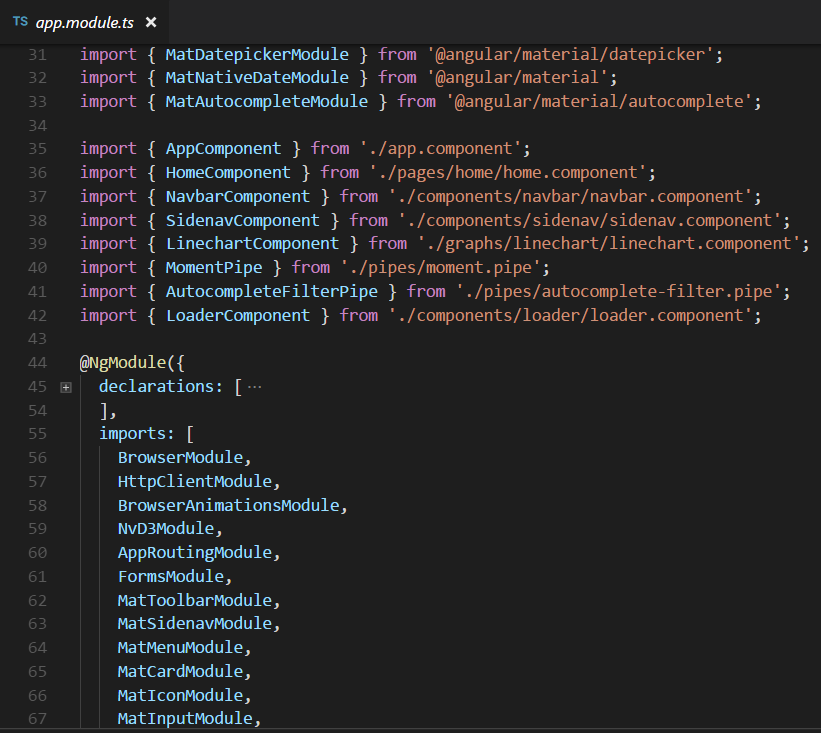 TS app.module.ts ×
31 import { MatDatepickerModule } from '@angular/material/datepicker';
32 import { MatNativeDateModule } from '@angular/material';
33 import { MatAutocompleteModule } from '@angular/material/autocomplete';
34
35 import { AppComponent } from './app.component';
36 import { HomeComponent } from './pages/home/home.component';
37 import { NavbarComponent } from './components/navbar/navbar.component';
38 import { SidenavComponent } from './components/sidenav/sidenav.component';
39 import { LinechartComponent } from './graphs/linechart/linechart.component';
40 import { MomentPipe } from './pipes/moment.pipe';
41 import { AutocompleteFilterPipe } from './pipes/autocomplete-filter.pipe';
42 import { LoaderComponent } from './components/loader/loader.component';
43
44 @NgModule({
45   declarations: [ ···
54   ],
55   imports: [
56     BrowserModule,
57     HttpClientModule,
58     BrowserAnimationsModule,
59     NvD3Module,
60     AppRoutingModule,
61     FormsModule,
62     MatToolbarModule,
63     MatSidenavModule,
64     MatMenuModule,
65     MatCardModule,
66     MatIconModule,
67     MatInputModule,